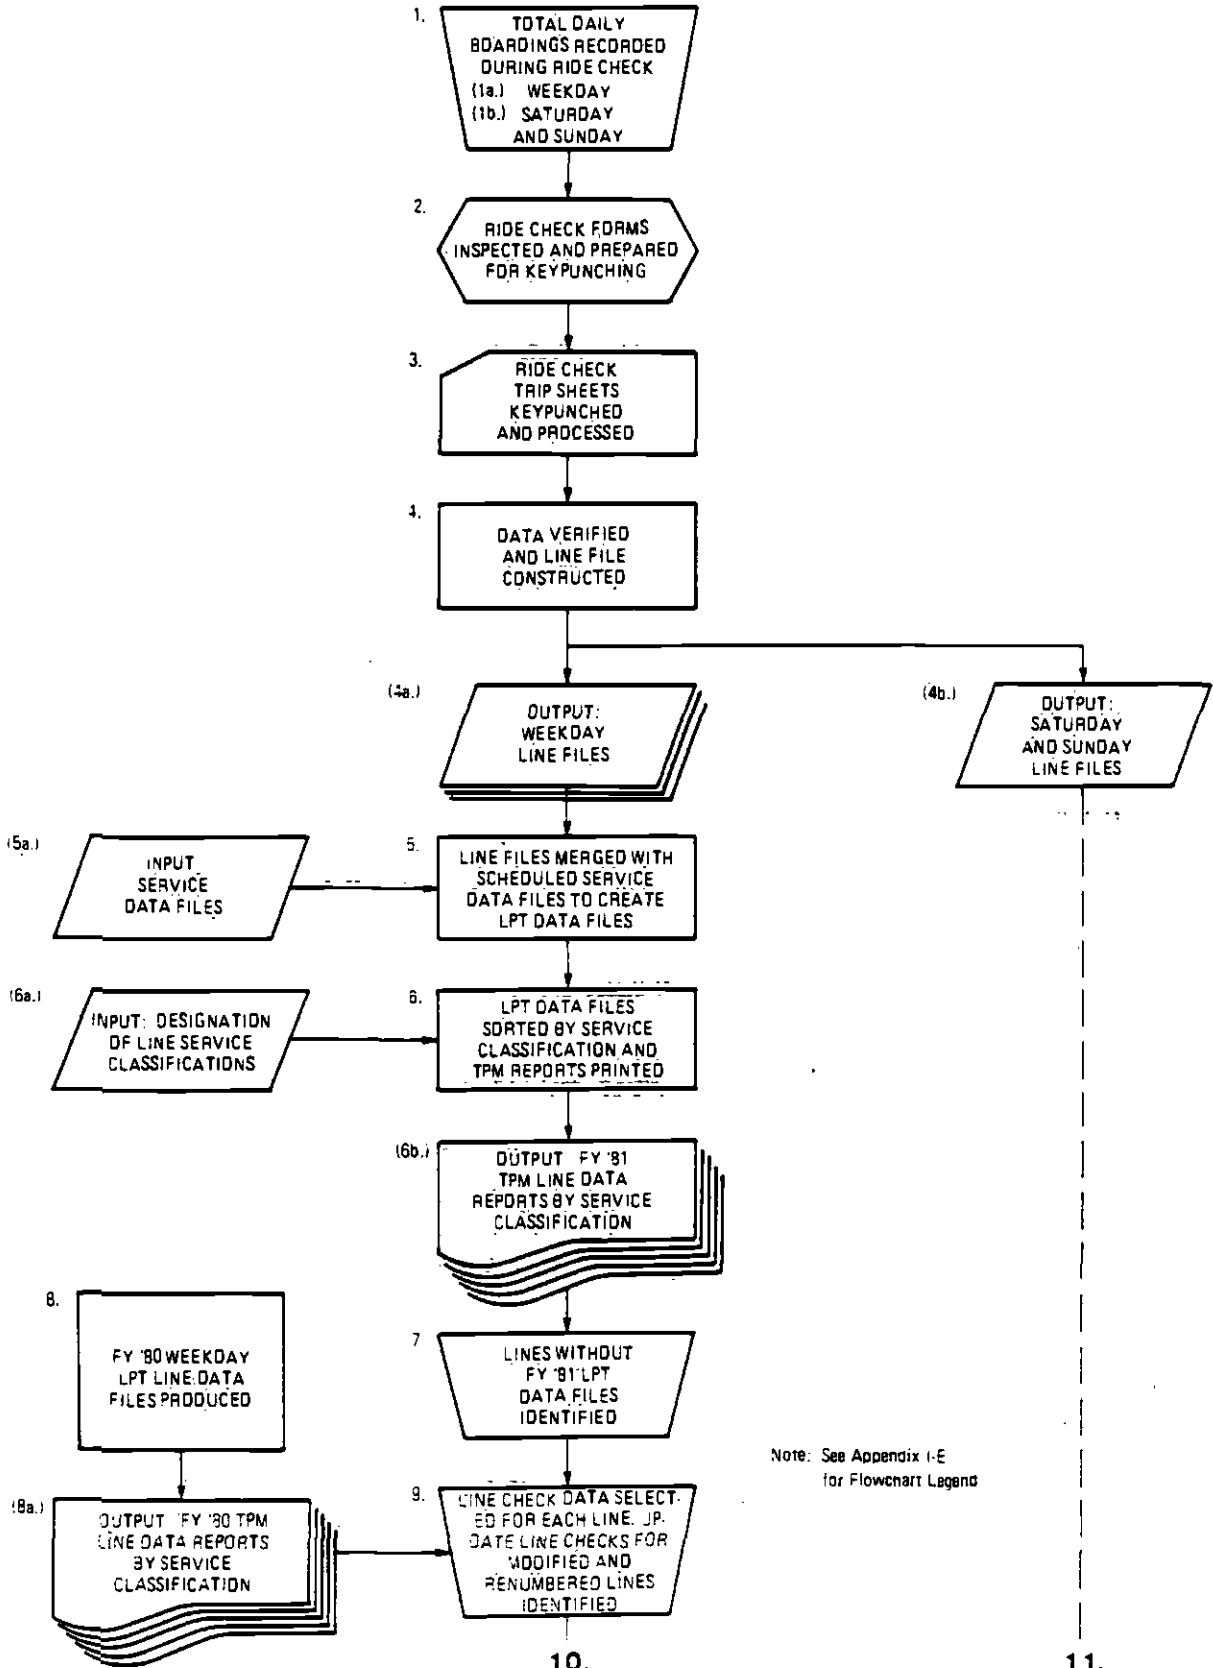 1.
TOTAL DAILY
BOARDINGS RECORDED
DURING RIDE CHECK
(1a.) WEEKDAY
(1b.) SATURDAY
AND SUNDAY
2.
RIDE CHECK FORMS
INSPECTED AND PREPARED
FOR KEYPUNCHING
3.
RIDE CHECK
TRIP SHEETS
KEYPUNCHED
AND PROCESSED
4.
DATA VERIFIED
AND LINE FILE
CONSTRUCTED
(4a.)
OUTPUT:
WEEKDAY
LINE FILES
(4b.)
OUTPUT:
SATURDAY
AND SUNDAY
LINE FILES
(5a.)
INPUT
SERVICE
DATA FILES
5.
LINE FILES MERGED WITH
SCHEDULED SERVICE
DATA FILES TO CREATE
LPT DATA FILES
(6a.)
INPUT: DESIGNATION
OF LINE SERVICE
CLASSIFICATIONS
6.
LPT DATA FILES
SORTED BY SERVICE
CLASSIFICATION AND
TPM REPORTS PRINTED
(6b.)
OUTPUT FY '81
TPM LINE DATA
REPORTS BY SERVICE
CLASSIFICATION
8.
FY '80 WEEKDAY
LPT LINE DATA
FILES PRODUCED
7
LINES WITHOUT
FY '81 LPT
DATA FILES
IDENTIFIED
Note: See Appendix I-E
for Flowchart Legend
(8a.)
OUTPUT FY '80 TPM
LINE DATA REPORTS
BY SERVICE
CLASSIFICATION
9.
LINE CHECK DATA SELECT-
ED FOR EACH LINE. UP-
DATE LINE CHECKS FOR
MODIFIED AND
RENUMBERED LINES
IDENTIFIED
10.
11.